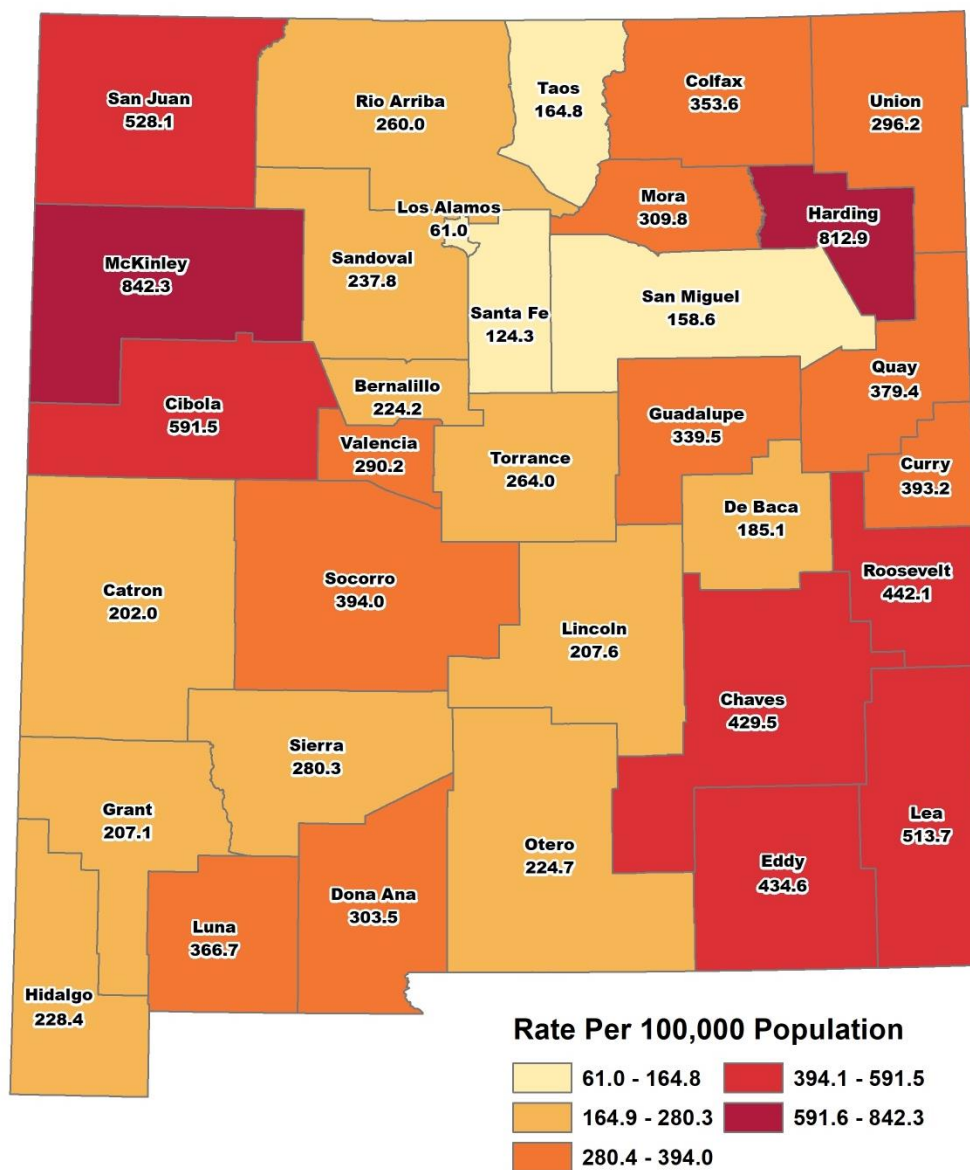 San Juan
528.1
Rio Arriba
260.0
Taos
164.8
Colfax
353.6
Union
296.2
Los Alamos
61.0
Mora
309.8
Harding
812.9
McKinley
842.3
Sandoval
237.8
Santa Fe
124.3
San Miguel
158.6
Quay
379.4
Cibola
591.5
Bernalillo
224.2
Guadalupe
339.5
Valencia
290.2
Torrance
264.0
Curry
393.2
De Baca
185.1
Catron
202.0
Socorro
394.0
Roosevelt
442.1
Lincoln
207.6
Chaves
429.5
Sierra
280.3
Grant
207.1
Otero
224.7
Lea
513.7
Eddy
434.6
Dona Ana
303.5
Luna
366.7
Hidalgo
228.4
Rate Per 100,000 Population
61.0 - 164.8
164.9 - 280.3
280.4 - 394.0
394.1 - 591.5
591.6 - 842.3